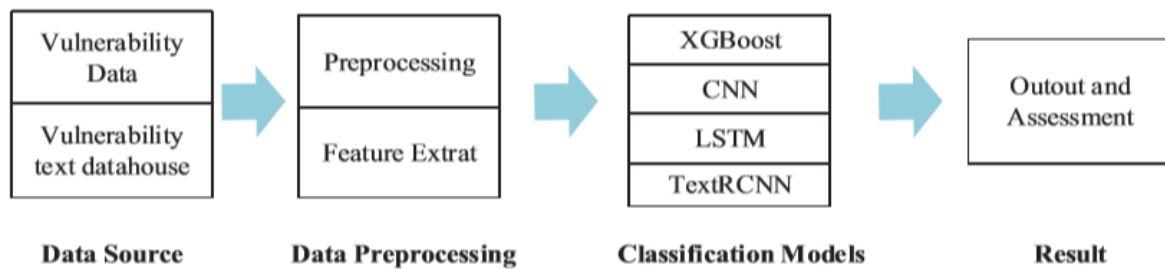 Vulnerability
Data
Vulnerability
text datahouse
Data Source
Preprocessing
Feature Extrat
Data Preprocessing
XGBoost
CNN
LSTM
TextRCNN
Classification Models
Outout and
Assessment
Result